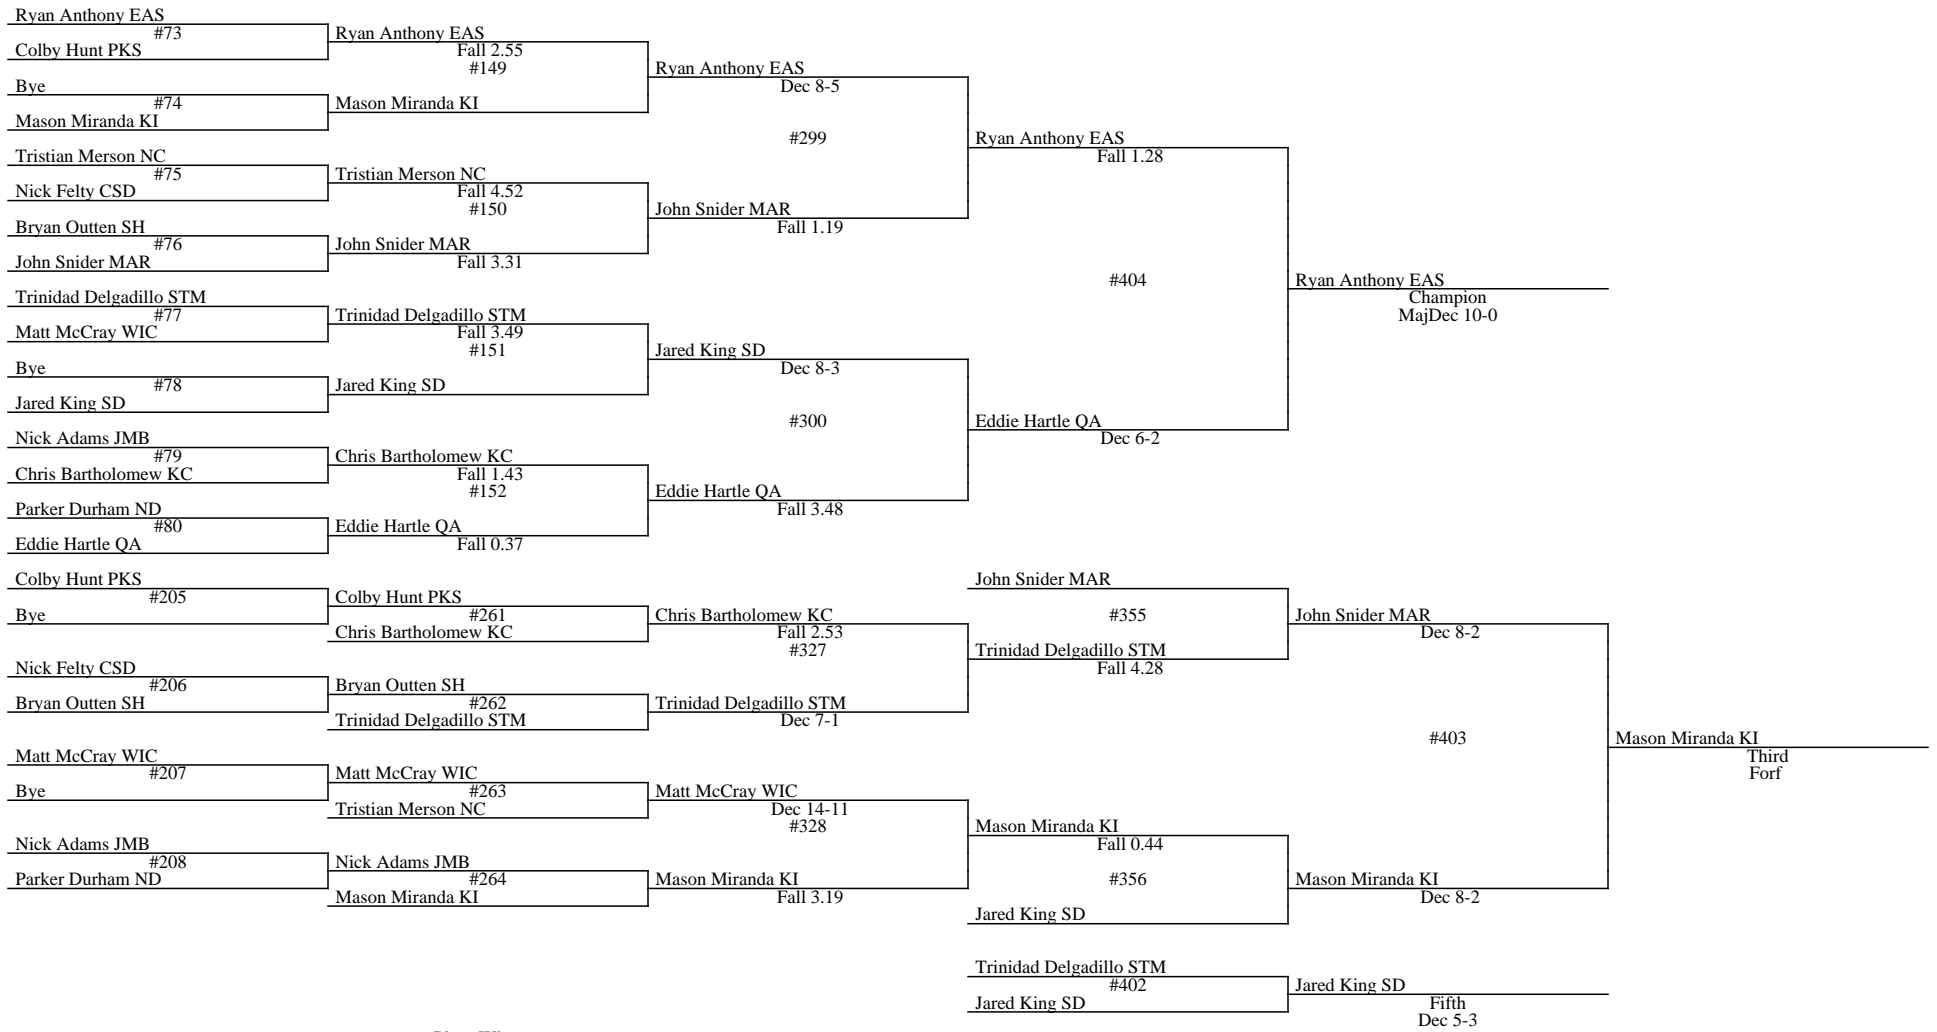 Ryan Anthony EAS
#73
Colby Hunt PKS
Ryan Anthony EAS
Fall 2.55
#149
Bye
#74
Mason Miranda KI
Mason Miranda KI
Ryan Anthony EAS
Dec 8-5
#299
Tristian Merson NC
#75
Nick Felty CSD
Tristian Merson NC
Fall 4.52
#150
Bryan Outten SH
#76
John Snider MAR
John Snider MAR
Fall 3.31
John Snider MAR
Fall 1.19
Ryan Anthony EAS
Fall 1.28
#404
Trinidad Delgadillo STM
#77
Matt McCray WIC
Trinidad Delgadillo STM
Fall 3.49
#151
Bye
#78
Jared King SD
Jared King SD
Jared King SD
Dec 8-3
#300
Nick Adams JMB
#79
Chris Bartholomew KC
Chris Bartholomew KC
Fall 1.43
#152
Parker Durham ND
#80
Eddie Hartle QA
Eddie Hartle QA
Fall 0.37
Eddie Hartle QA
Fall 3.48
Eddie Hartle QA
Dec 6-2
Ryan Anthony EAS
Champion
MajDec 10-0
Colby Hunt PKS
#205
Bye
Colby Hunt PKS
#261
Chris Bartholomew KC
Chris Bartholomew KC
Fall 2.53
#327
Nick Felty CSD
#206
Bryan Outten SH
Bryan Outten SH
#262
Trinidad Delgadillo STM
Trinidad Delgadillo STM
Dec 7-1
John Snider MAR
#355
Trinidad Delgadillo STM
Fall 4.28
John Snider MAR
Dec 8-2
#403
Matt McCray WIC
#207
Bye
Matt McCray WIC
#263
Tristian Merson NC
Matt McCray WIC
Dec 14-11
#328
Nick Adams JMB
#208
Parker Durham ND
Nick Adams JMB
#264
Mason Miranda KI
Mason Miranda KI
Fall 3.19
Mason Miranda KI
Fall 0.44
#356
Jared King SD
Mason Miranda KI
Dec 8-2
Mason Miranda KI
Third
Forf
Trinidad Delgadillo STM
#402
Jared King SD
Jared King SD
Fifth
Dec 5-3